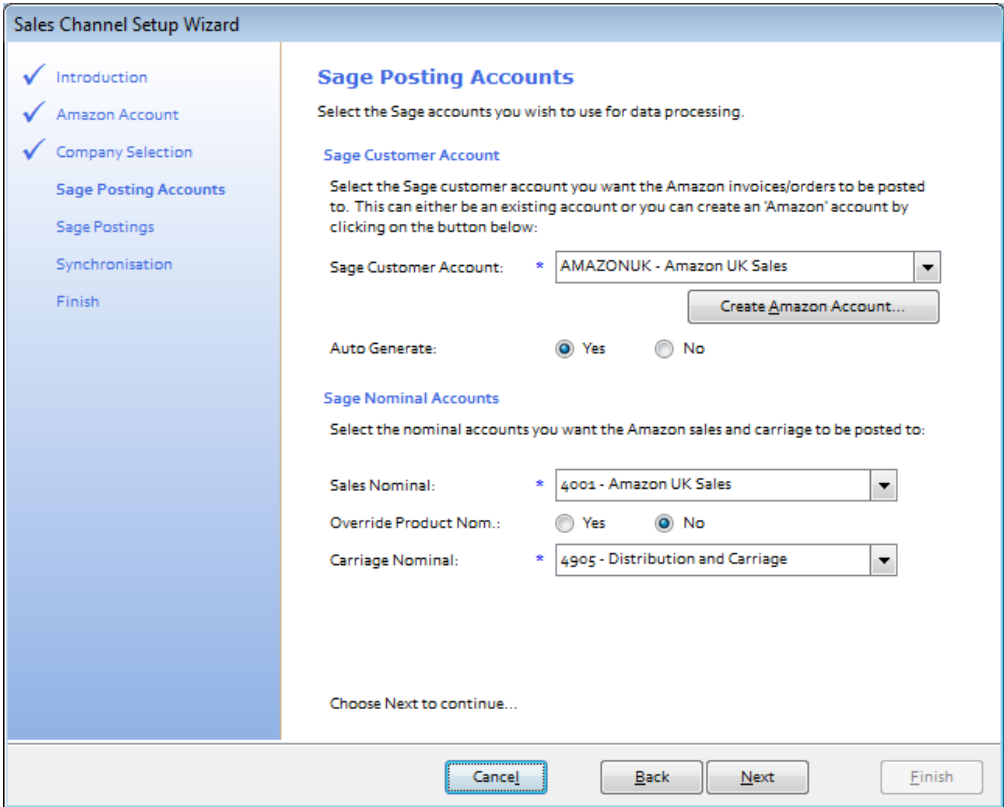 Sales Channel Setup Wizard
Introduction
Amazon Account
Company Selection
Sage Posting Accounts
Sage Postings
Synchronisation
Finish
Sage Posting Accounts
Select the Sage accounts you wish to use for data processing.
Sage Customer Account
Select the Sage customer account you want the Amazon invoices/orders to be posted
to. This can either be an existing account or you can create an 'Amazon' account by
clicking on the button below:
Sage Customer Account: * AMAZONUK - Amazon UK Sales
Create Amazon Account...
Auto Generate: Yes No
Sage Nominal Accounts
Select the nominal accounts you want the Amazon sales and carriage to be posted to:
Sales Nominal: * 4001 - Amazon UK Sales
Override Product Nom.: Yes No
Carriage Nominal: * 4905 - Distribution and Carriage
Choose Next to continue...
Cancel Back Next Finish